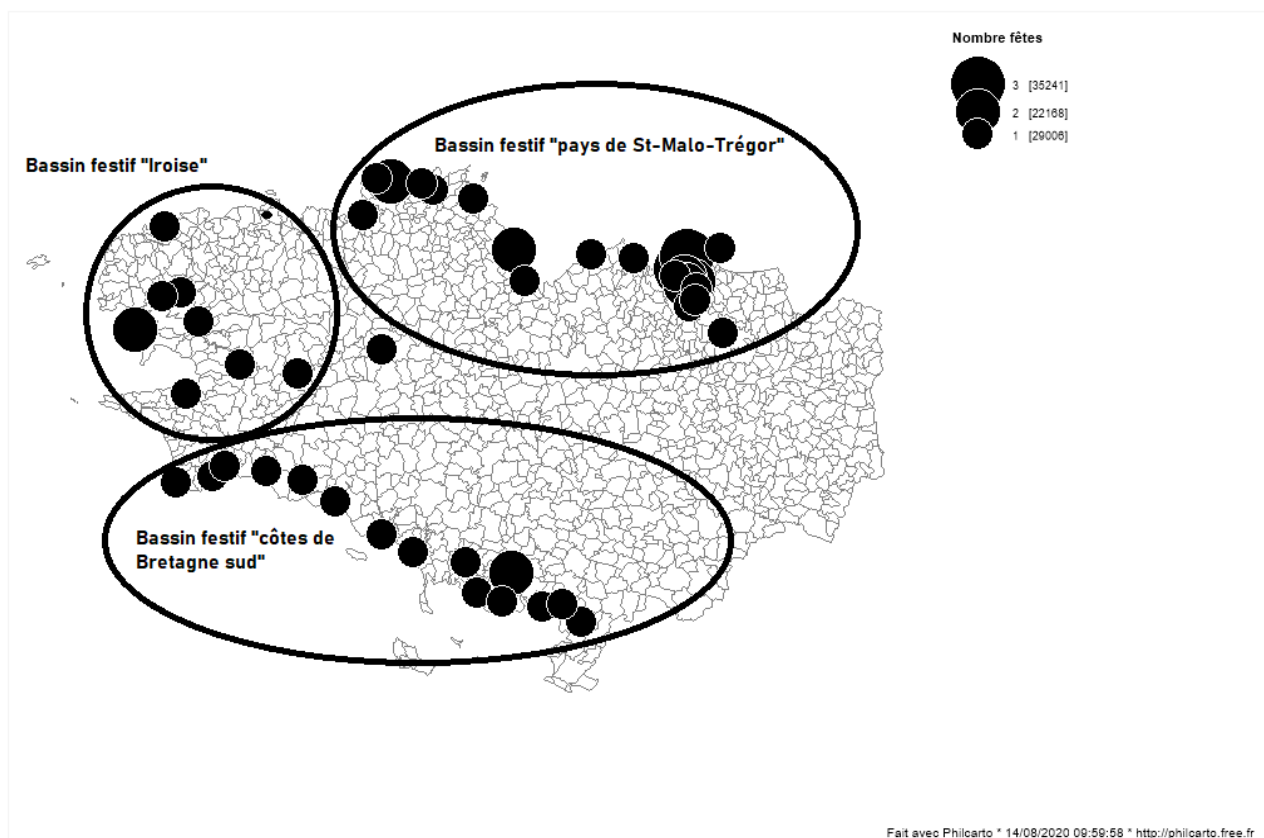 Nombre fêtes
3 [35241]
2 [22168]
1 [29006]
Bassin festif "pays de St-Malo-Trégor"
Bassin festif "Iroise"
Bassin festif "côtes de
Bretagne sud"
Fait avec Philcarto * 14/08/2020 09:59:58 * http://philcarto.free.fr